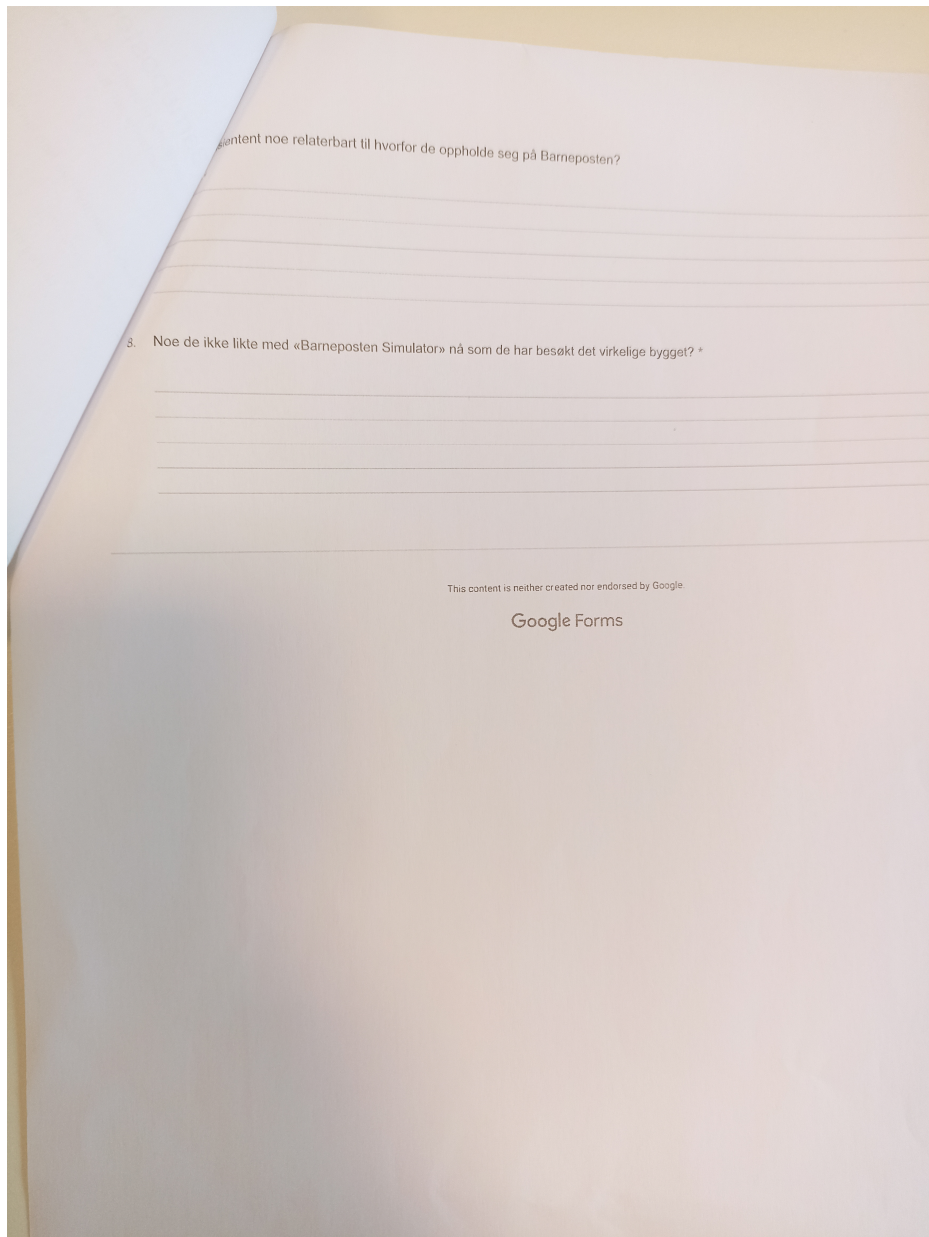 noe relaterbart til hvorfor de oppholde seg på Barneposten?
8. Noe de ikke likte med «Barneposten Simulator» nå som de har besøkt det virkelige bygget? *
This content is neither created nor endorsed by Google.
Google Forms